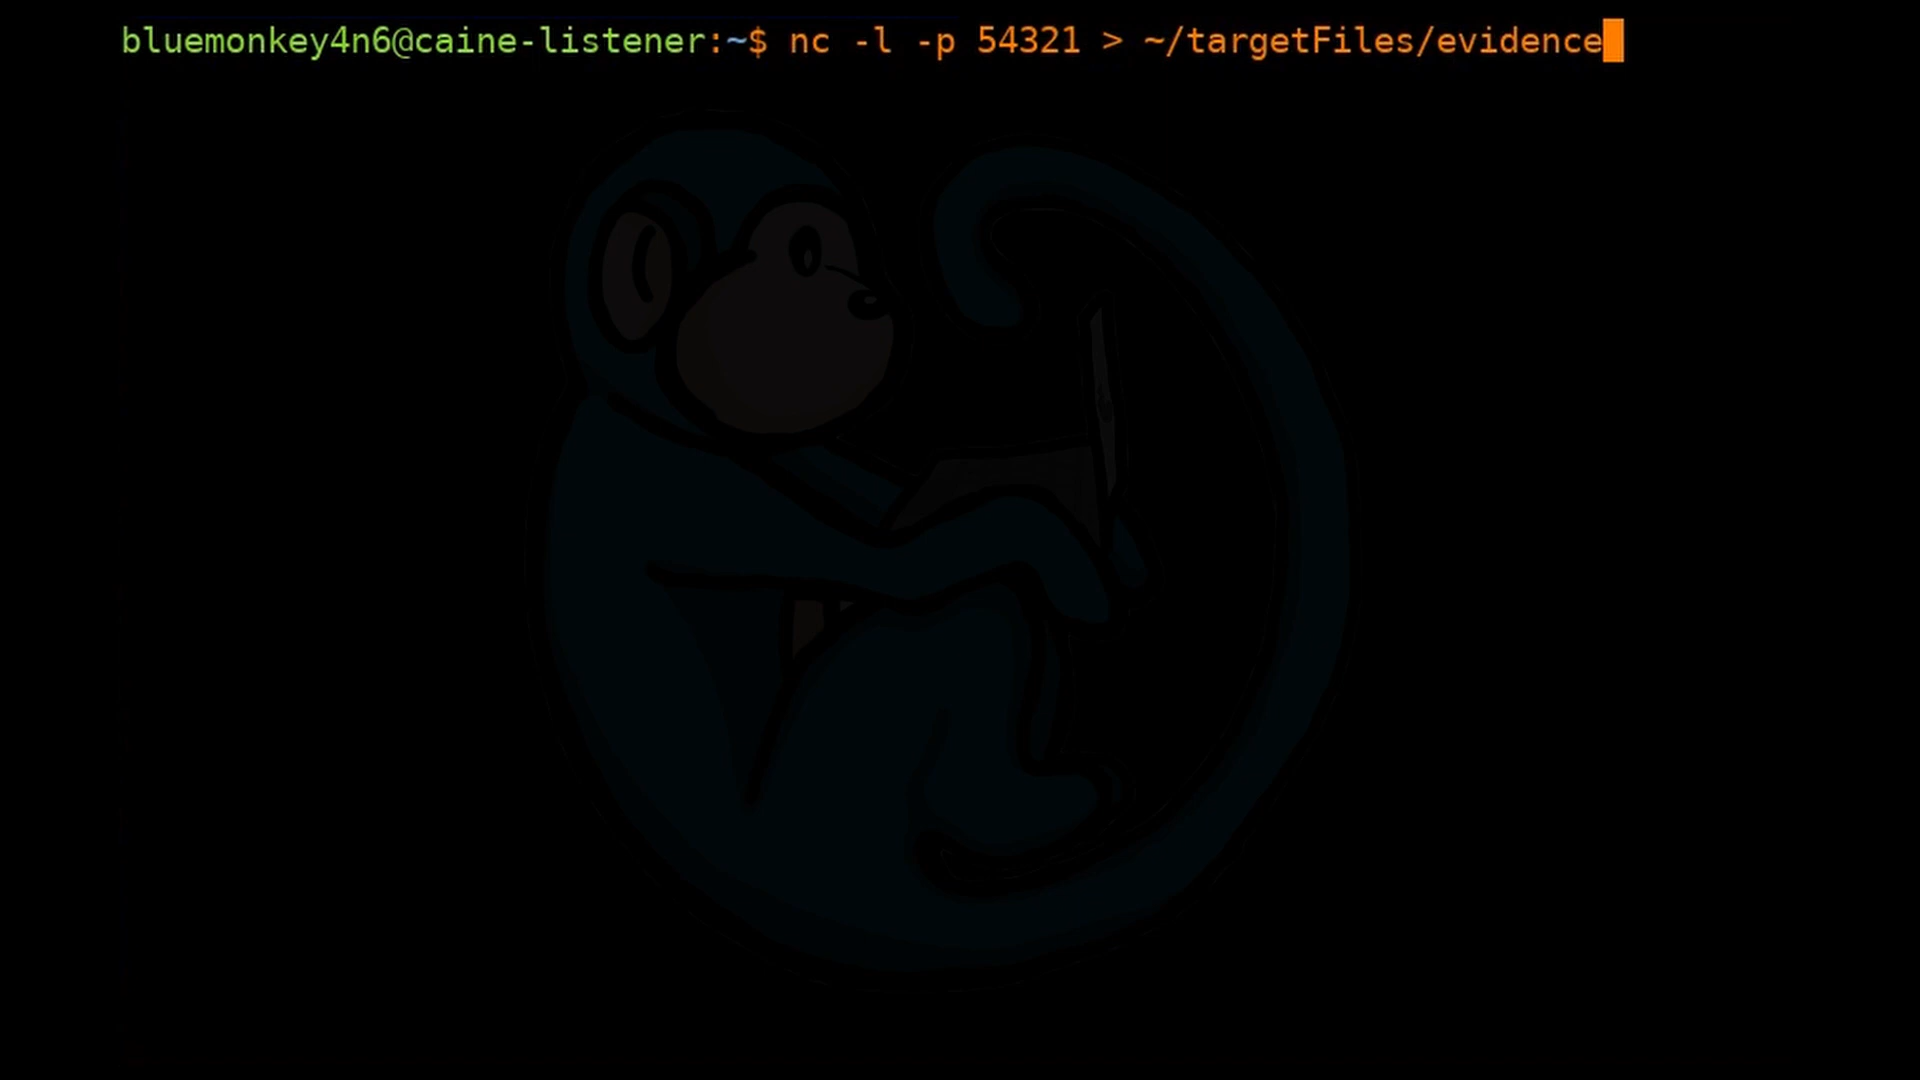 bluemonkey4n6@caine-listener:~$ nc -l -p 54321 > ~/targetFiles/evidence